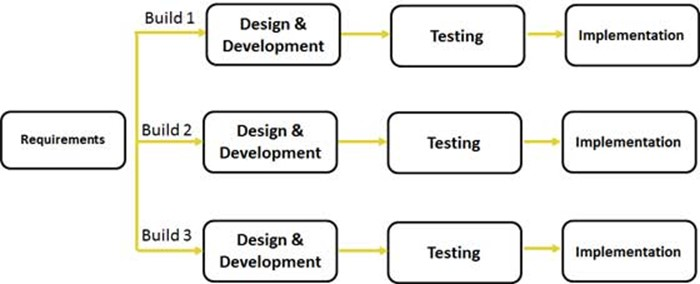 Build 1
Design &
Development
Testing
Implementation
Requirements
Build 2
Design &
Development
Testing
Implementation
Build 3
Design &
Development
Testing
Implementation